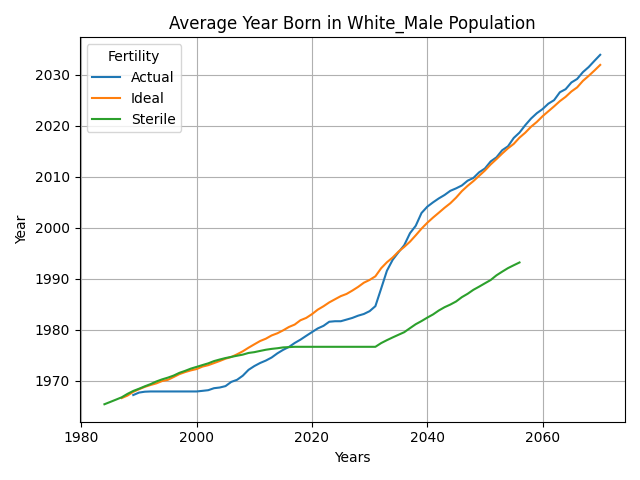 Average Year Born in White_Male Population
Fertility
Actual
Ideal
Sterile
Year
2030
2020
2010
2000
1990
1980
1970
1980 2000 2020 2040 2060
Years